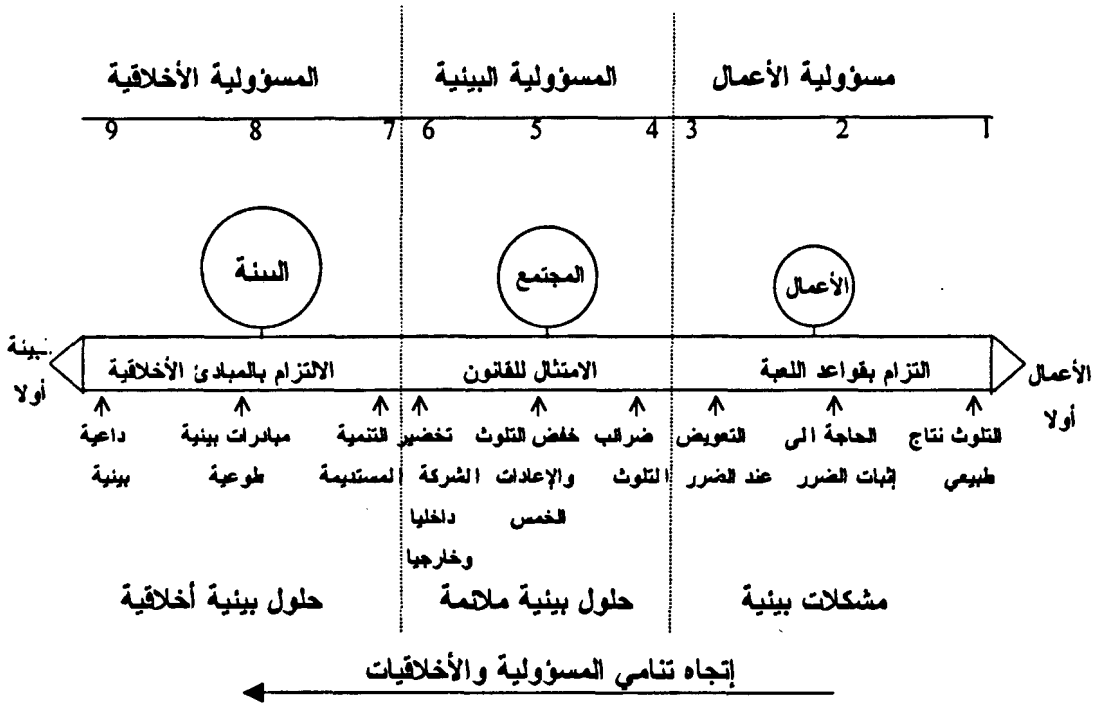 مسؤولية الأعمال
المسؤولية البيئية
المسؤولية الأخلاقية
1 2 3 4 5 6 7 8 9
الأعمال
المجتمع
البيئة
الأعمال
أولا
التزام بقواعد اللعبة
الامتثال للقانون
الالتزام بالمبادئ الأخلاقية
بيئة
أولا
التلوث نتاج
طبيعي
الحاجة الى
إثبات الضرر
التعويض
عند الضرر
ضرائب
التلوث
خفض التلوث
والإعادات
الخمس
تخضير
الشركة
داخليا
وخارجيا
التنمية
المستديمة
مبادرات بيئية
طوعية
داعية
بيئية
مشكلات بيئية
حلول بيئية ملائمة
حلول بيئية أخلاقية
إتجاه تنامي المسؤولية والأخلاقيات